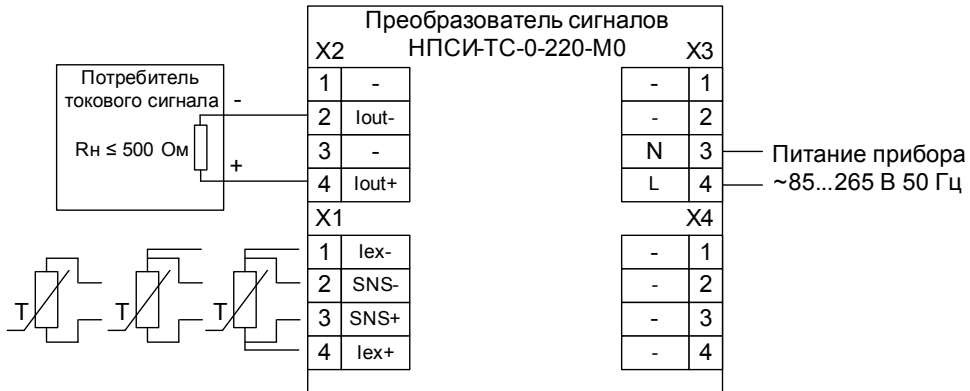 Преобразователь сигналов
НПСИ-ТС-0-220-М0
X2
X3
Потребитель
токового сигнала
-
Rн ≤ 500 Ом
+
1 -
2 Iout-
3 -
4 Iout+
- 1
- 2
N 3
L 4
Питание прибора
~85...265 В 50 Гц
X1
X4
1 Iex-
2 SNS-
3 SNS+
4 Iex+
- 1
- 2
- 3
- 4
T
T
T